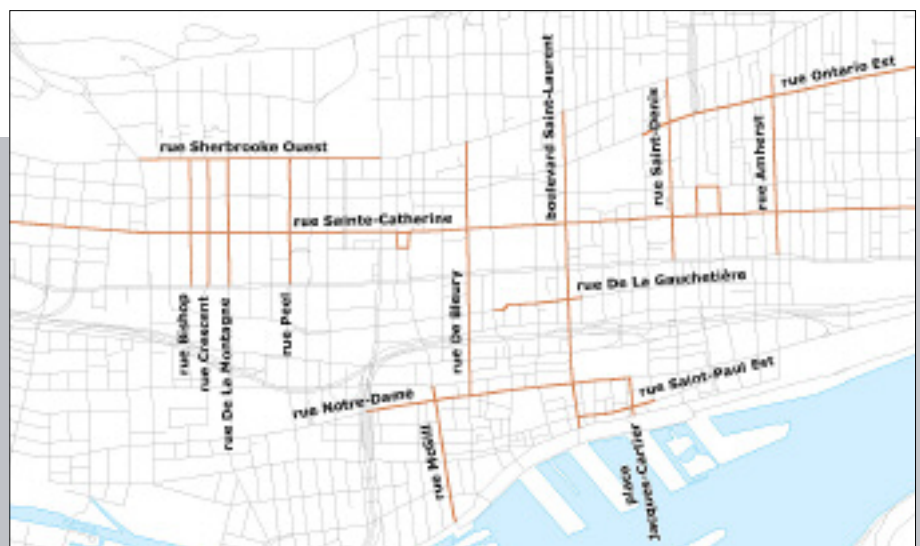 rue Ontario Est
boulevard Saint-Laurent
rue Saint-Denis
rue Amherst
rue Sherbrooke Ouest
rue Sainte-Catherine
rue De La Gauchetière
rue Bishop
rue Crescent
rue De La Montagne
rue Peel
rue De Bleury
rue Notre-Dame
rue McGill
rue Saint-Paul Est
place
Jacques-Cartier